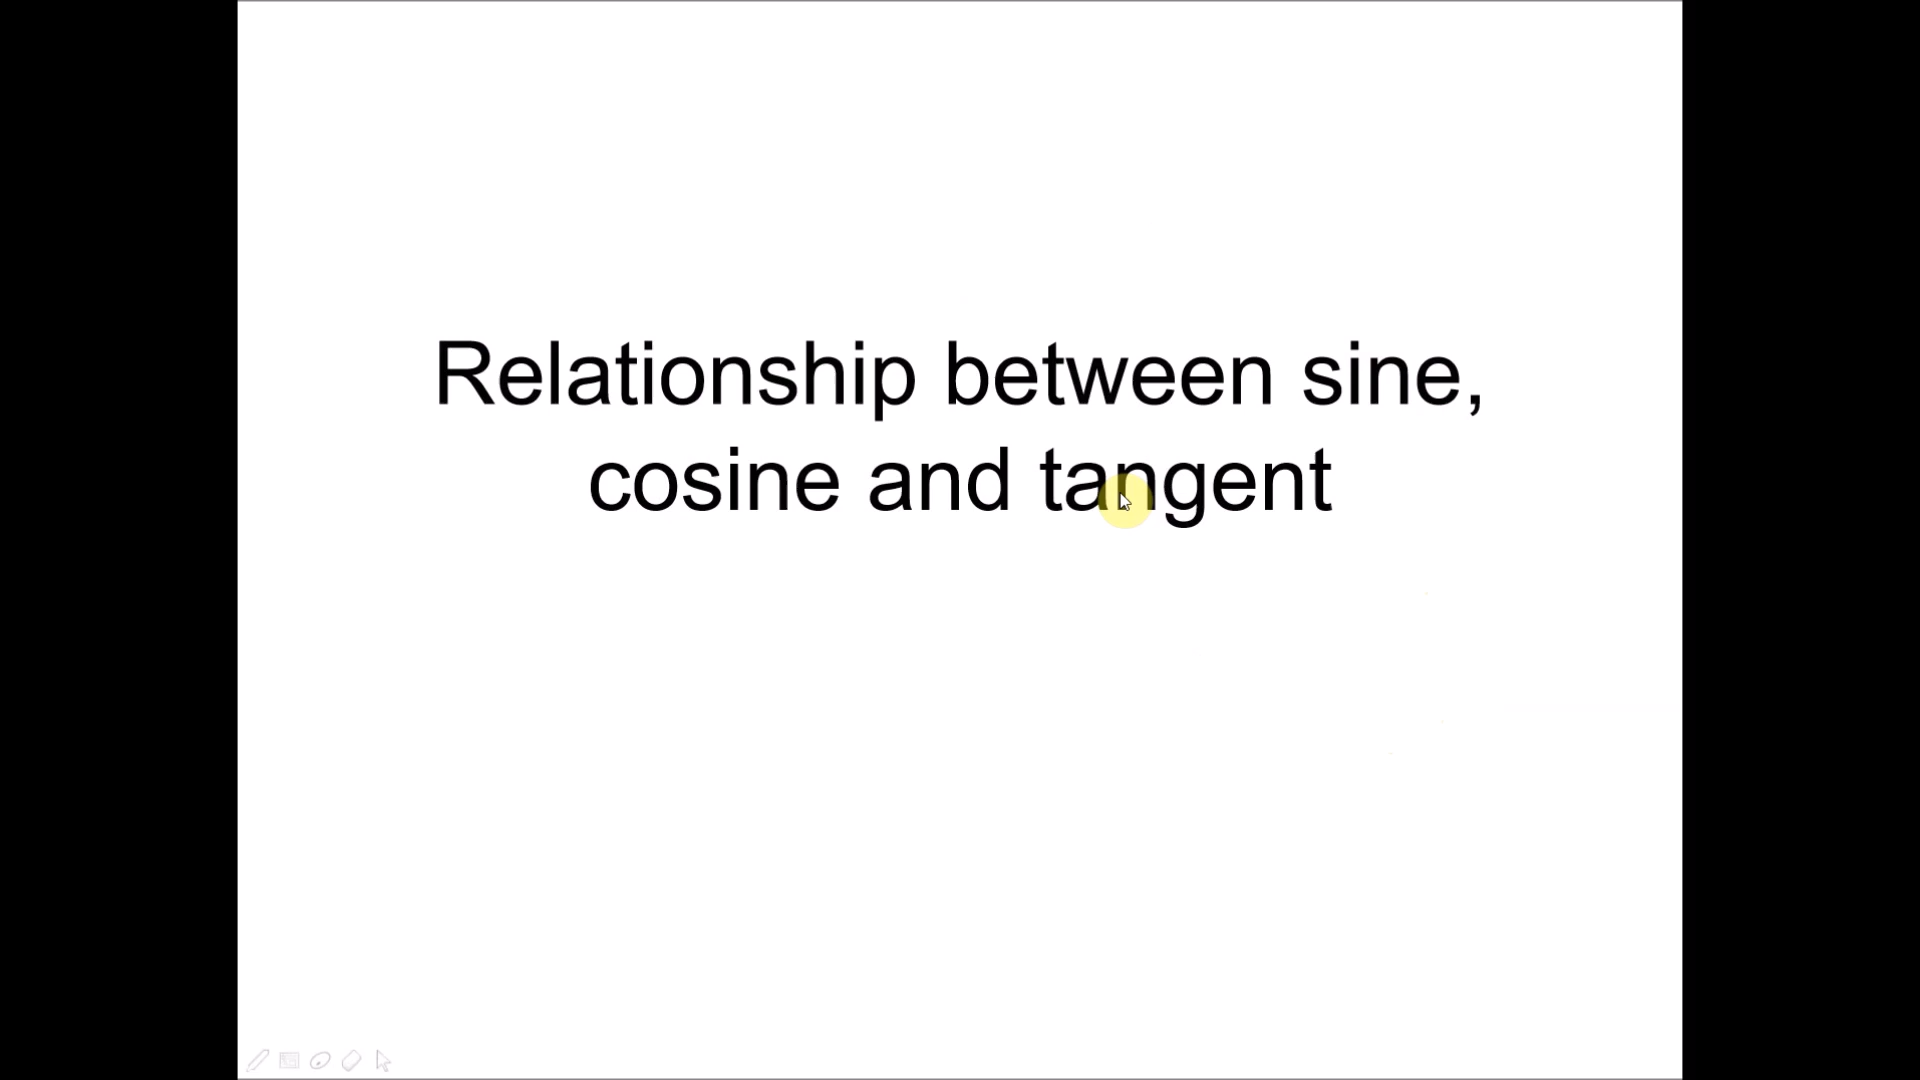 Relationship between sine,
cosine and tangent